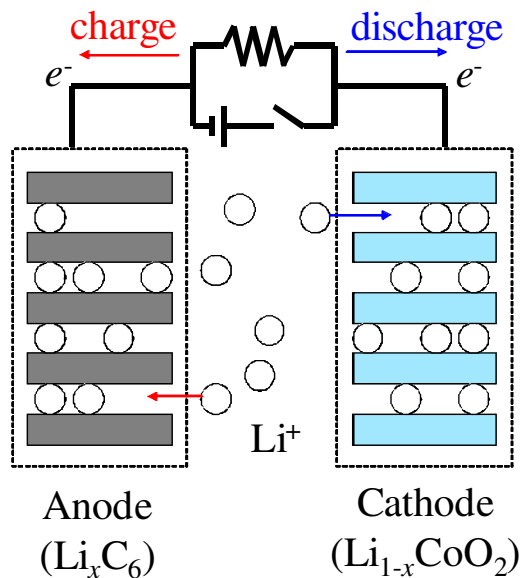 charge
discharge
e⁻
e⁻
Li⁺
Anode
(LiₓC₆)
Cathode
(Li₁₋ₓCoO₂)